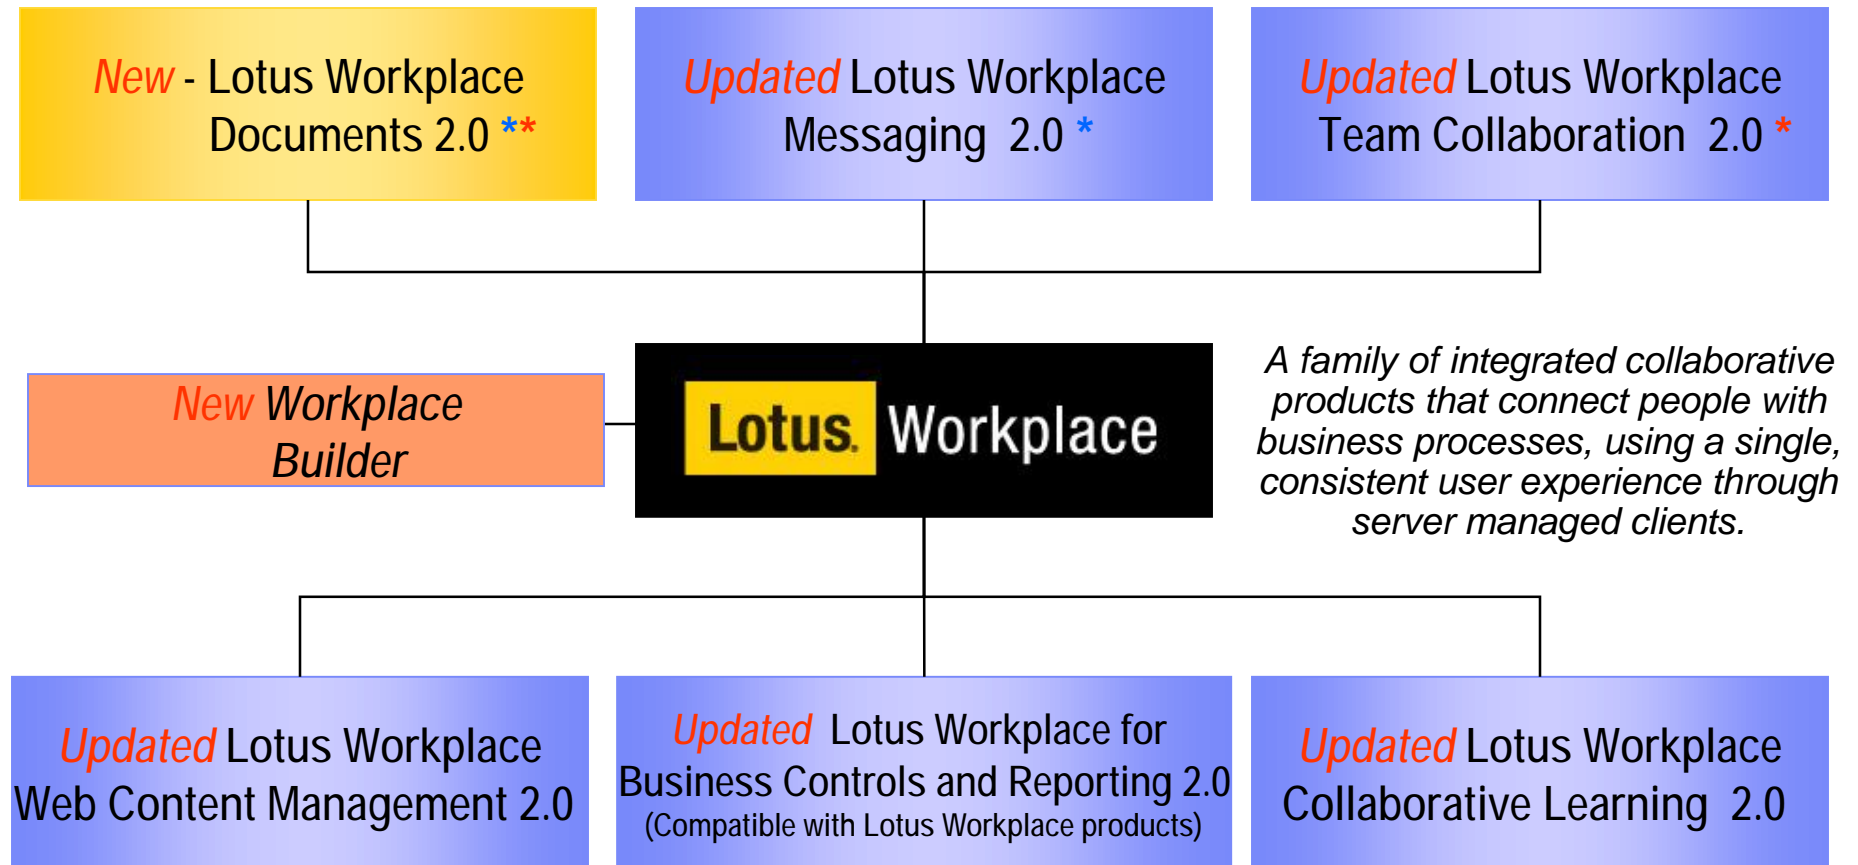 New - Lotus Workplace
Documents 2.0 **
Updated Lotus Workplace
Messaging 2.0 *
Updated Lotus Workplace
Team Collaboration 2.0 *
New Workplace
Builder
Lotus. Workplace
A family of integrated collaborative
products that connect people with
business processes, using a single,
consistent user experience through
server managed clients.
Updated Lotus Workplace
Web Content Management 2.0
Updated Lotus Workplace for
Business Controls and Reporting 2.0
(Compatible with Lotus Workplace products)
Updated Lotus Workplace
Collaborative Learning 2.0